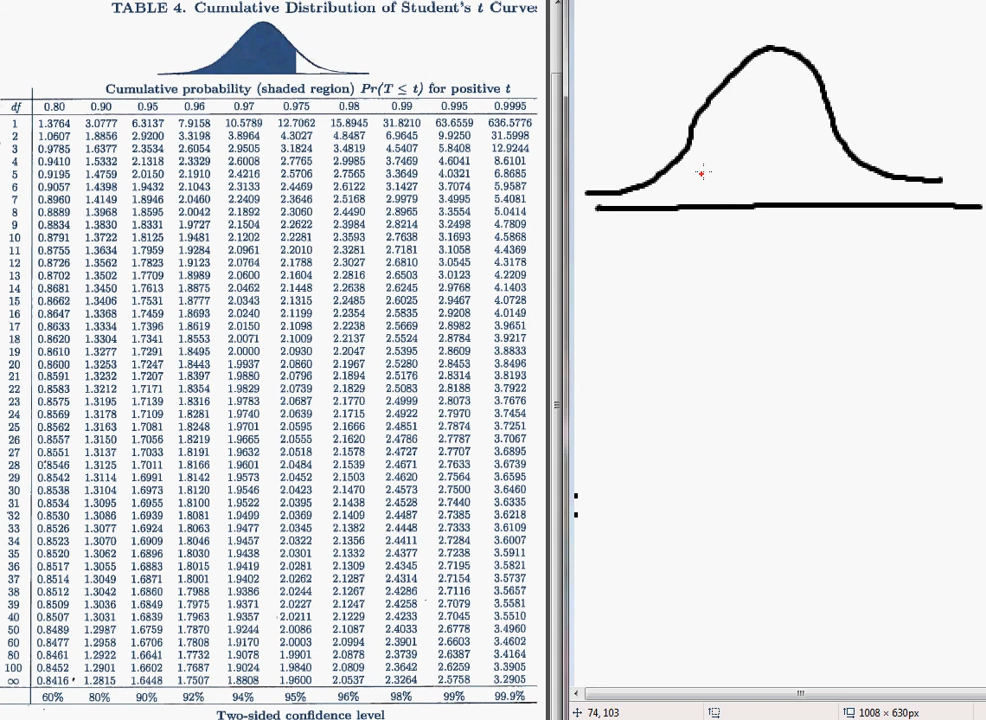 TABLE 4. Cumulative Distribution of Student's t Curve
Cumulative probability (shaded region) Pr(T ≤ t) for positive t
df 0.80 0.90 0.95 0.96 0.97 0.975 0.98 0.99 0.995 0.9995
1 1.3764 3.0777 6.3137 7.9158 10.5789 12.7062 15.8945 31.8210 63.6559 636.5776
2 1.0607 1.8856 2.9200 3.3198 3.8964 4.3027 4.8487 6.9645 9.9250 31.5998
3 0.9785 1.6377 2.3534 2.6054 2.9505 3.1824 3.4819 4.5407 5.8408 12.9244
4 0.9410 1.5332 2.1318 2.3329 2.6008 2.7765 2.9985 3.7469 4.6041 8.6101
5 0.9195 1.4759 2.0150 2.1910 2.4216 2.5706 2.7565 3.3649 4.0321 6.8685
6 0.9057 1.4398 1.9432 2.1043 2.3133 2.4469 2.6122 3.1427 3.7074 5.9587
7 0.8960 1.4149 1.8946 2.0460 2.2409 2.3646 2.5168 2.9979 3.4995 5.4081
8 0.8889 1.3968 1.8595 2.0042 2.1892 2.3060 2.4490 2.8965 3.3554 5.0414
9 0.8834 1.3830 1.8331 1.9727 2.1504 2.2622 2.3984 2.8214 3.2498 4.7809
10 0.8791 1.3722 1.8125 1.9481 2.1202 2.2281 2.3593 2.7638 3.1693 4.5868
11 0.8755 1.3634 1.7959 1.9284 2.0961 2.2010 2.3281 2.7181 3.1058 4.4369
12 0.8726 1.3562 1.7823 1.9123 2.0764 2.1788 2.3027 2.6810 3.0545 4.3178
13 0.8702 1.3502 1.7709 1.8989 2.0600 2.1604 2.2816 2.6503 3.0123 4.2209
14 0.8681 1.3450 1.7613 1.8875 2.0462 2.1448 2.2638 2.6245 2.9768 4.1403
15 0.8662 1.3406 1.7531 1.8777 2.0343 2.1315 2.2485 2.6025 2.9467 4.0728
16 0.8647 1.3368 1.7459 1.8693 2.0240 2.1199 2.2354 2.5835 2.9208 4.0149
17 0.8633 1.3334 1.7396 1.8619 2.0150 2.1098 2.2238 2.5669 2.8982 3.9651
18 0.8620 1.3304 1.7341 1.8553 2.0071 2.1009 2.2137 2.5524 2.8784 3.9217
19 0.8610 1.3277 1.7291 1.8495 2.0000 2.0930 2.2047 2.5395 2.8609 3.8833
20 0.8600 1.3253 1.7247 1.8443 1.9937 2.0860 2.1967 2.5280 2.8453 3.8496
21 0.8591 1.3232 1.7207 1.8397 1.9880 2.0796 2.1894 2.5176 2.8314 3.8193
22 0.8583 1.3212 1.7171 1.8354 1.9829 2.0739 2.1829 2.5083 2.8188 3.7922
23 0.8575 1.3195 1.7139 1.8316 1.9783 2.0687 2.1770 2.4999 2.8073 3.7676
24 0.8569 1.3178 1.7109 1.8281 1.9740 2.0639 2.1715 2.4922 2.7970 3.7454
25 0.8562 1.3163 1.7081 1.8248 1.9701 2.0595 2.1666 2.4851 2.7874 3.7251
26 0.8557 1.3150 1.7056 1.8219 1.9665 2.0555 2.1620 2.4786 2.7787 3.7067
27 0.8551 1.3137 1.7033 1.8191 1.9632 2.0518 2.1578 2.4727 2.7707 3.6895
28 0.8546 1.3125 1.7011 1.8166 1.9601 2.0484 2.1539 2.4671 2.7633 3.6739
29 0.8542 1.3114 1.6991 1.8142 1.9573 2.0452 2.1503 2.4620 2.7564 3.6595
30 0.8538 1.3104 1.6973 1.8120 1.9546 2.0423 2.1470 2.4573 2.7500 3.6460
31 0.8534 1.3095 1.6955 1.8100 1.9522 2.0395 2.1438 2.4528 2.7440 3.6335
32 0.8530 1.3086 1.6939 1.8081 1.9499 2.0369 2.1409 2.4487 2.7385 3.6218
33 0.8526 1.3077 1.6924 1.8063 1.9477 2.0345 2.1382 2.4448 2.7333 3.6109
34 0.8523 1.3070 1.6909 1.8046 1.9457 2.0322 2.1356 2.4411 2.7284 3.6007
35 0.8520 1.3062 1.6896 1.8030 1.9438 2.0301 2.1332 2.4377 2.7238 3.5911
36 0.8517 1.3055 1.6883 1.8015 1.9419 2.0281 2.1309 2.4345 2.7195 3.5821
37 0.8514 1.3049 1.6871 1.8001 1.9402 2.0262 2.1287 2.4314 2.7154 3.5737
38 0.8512 1.3042 1.6860 1.7988 1.9386 2.0244 2.1267 2.4286 2.7116 3.5657
39 0.8509 1.3036 1.6849 1.7975 1.9371 2.0227 2.1247 2.4258 2.7079 3.5581
40 0.8507 1.3031 1.6839 1.7963 1.9357 2.0211 2.1229 2.4233 2.7045 3.5510
50 0.8489 1.2987 1.6759 1.7870 1.9244 2.0086 2.1087 2.4033 2.6778 3.4960
60 0.8477 1.2958 1.6706 1.7808 1.9170 2.0003 2.0994 2.3901 2.6603 3.4602
80 0.8461 1.2922 1.6641 1.7732 1.9078 1.9901 2.0878 2.3739 2.6387 3.4164
100 0.8452 1.2901 1.6602 1.7687 1.9024 1.9840 2.0809 2.3642 2.6259 3.3905
∞ 0.8416 1.2815 1.6448 1.7507 1.8808 1.9600 2.0537 2.3264 2.5758 3.2905
60% 80% 90% 92% 94% 95% 96% 98% 99% 99.9%
Two-sided confidence level
74, 103
1008 × 630px